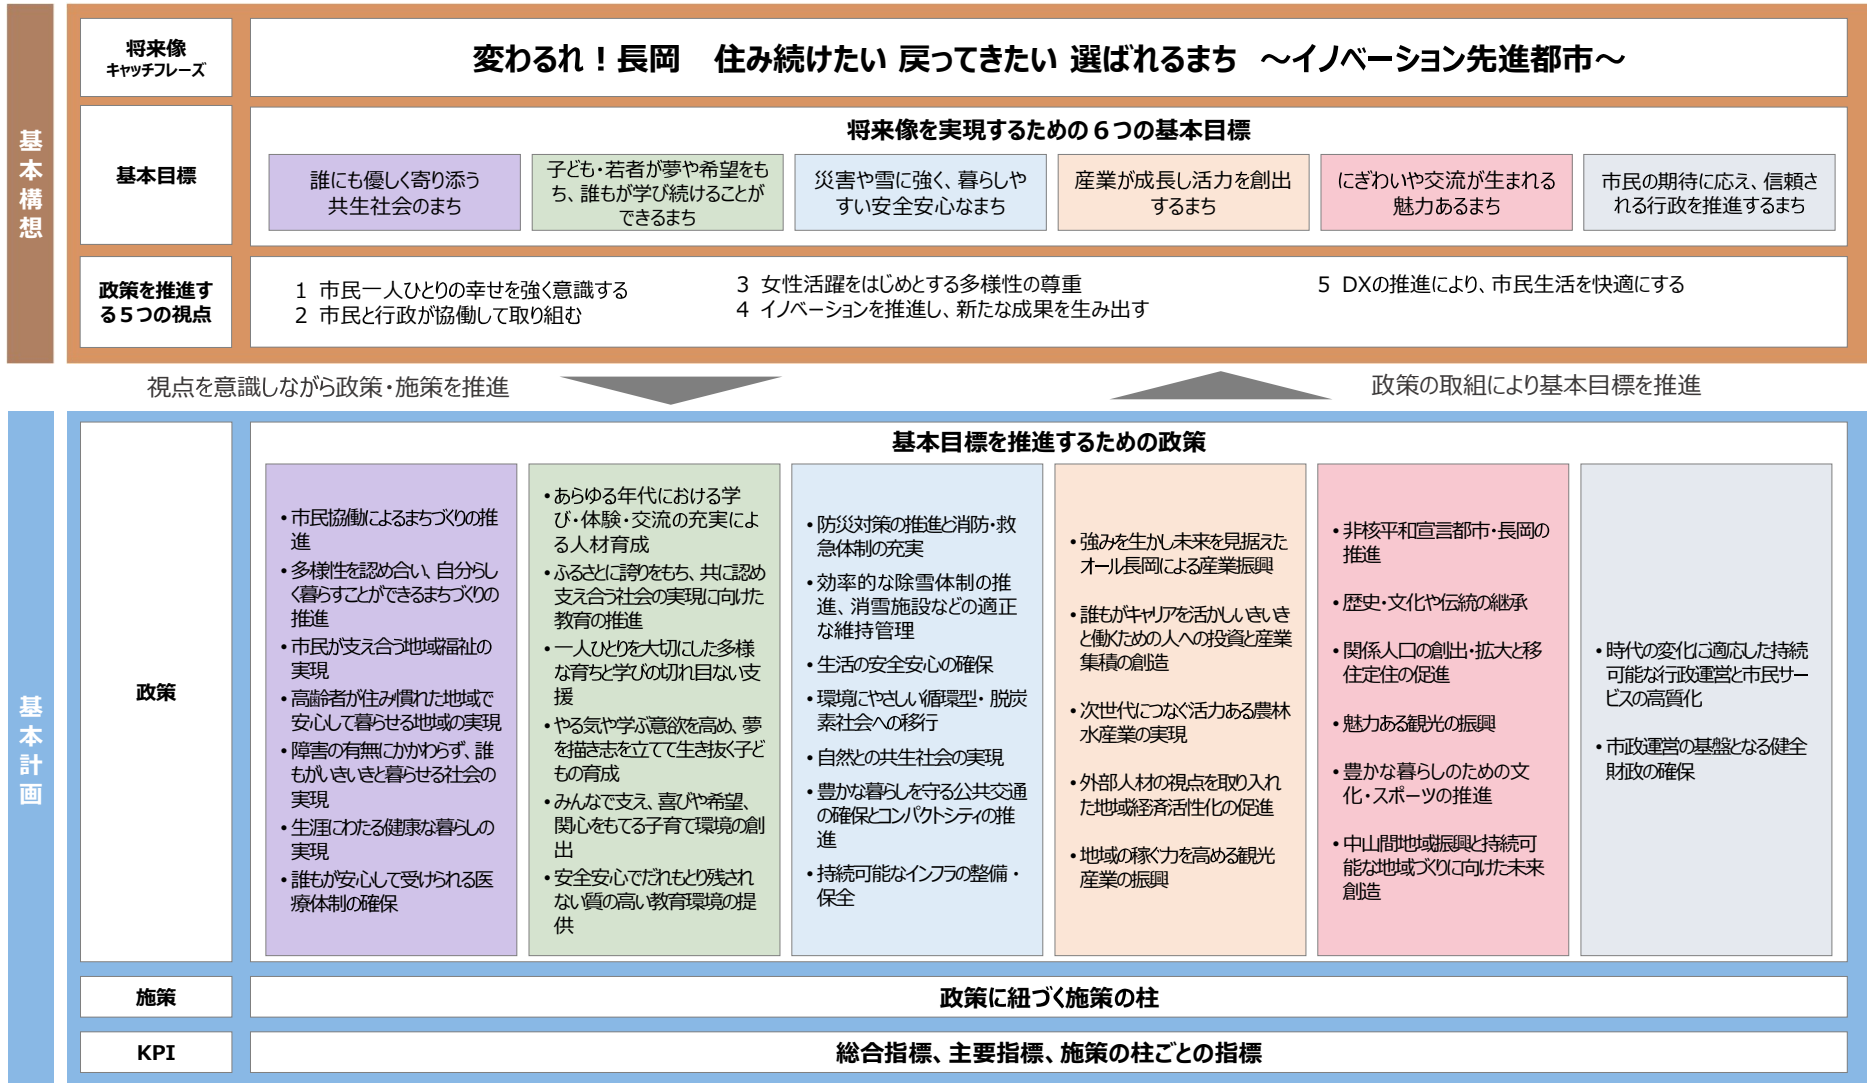 基本構想
将来像
キャッチフレーズ
変わるれ！長岡　住み続けたい 戻ってきたい 選ばれるまち ～イノベーション先進都市～
基本目標
将来像を実現するための６つの基本目標
誰にも優しく寄り添う
共生社会のまち
子ども・若者が夢や希望をも
ち、誰もが学び続けることが
できるまち
災害や雪に強く、暮らしや
すい安全安心なまち
産業が成長し活力を創出
するまち
にぎわいや交流が生まれる
魅力あるまち
市民の期待に応え、信頼さ
れる行政を推進するまち
政策を推進す
る５つの視点
1 市民一人ひとりの幸せを強く意識する
2 市民と行政が協働して取り組む
3 女性活躍をはじめとする多様性の尊重
4 イノベーションを推進し、新たな成果を生み出す
5 DXの推進により、市民生活を快適にする
視点を意識しながら政策・施策を推進
政策の取組により基本目標を推進
基本計画
政策
基本目標を推進するための政策
•市民協働によるまちづくりの推
進
•多様性を認め合い、自分らし
く暮らすことができるまちづくりの
推進
•市民が支え合う地域福祉の
実現
•高齢者が住み慣れた地域で
安心して暮らせる地域の実現
•障害の有無にかかわらず、誰
もがいきいきと暮らせる社会の
実現
•生涯にわたる健康な暮らしの
実現
•誰もが安心して受けられる医
療体制の確保
•あらゆる年代における学
び・体験・交流の充実によ
る人材育成
•ふるさとに誇りをもち、共に認め
支え合う社会の実現に向けた
教育の推進
•一人ひとりを大切にした多様
な育ちと学びの切れ目ない支
援
•やる気や学ぶ意欲を高め、夢
を描き志を立てて生き抜く子ど
もの育成
•みんなで支え、喜びや希望、
関心をもてる子育て環境の創
出
•安全安心でだれもとり残され
ない質の高い教育環境の提
供
•防災対策の推進と消防・救
急体制の充実
•効率的な除雪体制の推
進、消雪施設などの適正
な維持管理
•生活の安全安心の確保
•環境にやさしい循環型・脱炭
素社会への移行
•自然との共生社会の実現
•豊かな暮らしを守る公共交通
の確保とコンパクトシティの推
進
•持続可能なインフラの整備・
保全
•強みを生かし未来を見据えた
オール長岡による産業振興
•誰もがキャリアを活かしいきいき
と働くための人への投資と産業
集積の創造
•次世代につなぐ活力ある農林
水産業の実現
•外部人材の視点を取り入れ
た地域経済活性化の促進
•地域の稼ぐ力を高める観光
産業の振興
•非核平和宣言都市・長岡の
推進
•歴史・文化や伝統の継承
•関係人口の創出・拡大と移
住定住の促進
•魅力ある観光の振興
•豊かな暮らしのための文
化・スポーツの推進
•中山間地域振興と持続可
能な地域づくりに向けた未来
創造
•時代の変化に適応した持続
可能な行政運営と市民サー
ビスの高質化
•市政運営の基盤となる健全
財政の確保
施策
政策に紐づく施策の柱
KPI
総合指標、主要指標、施策の柱ごとの指標